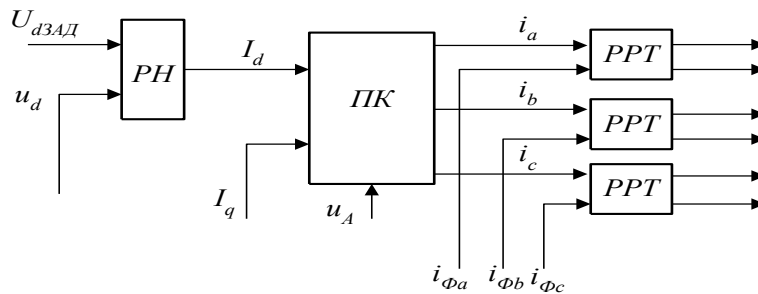 U_dЗАД
u_d
РН
I_d
I_q
ПК
u_A
i_a
i_b
i_c
РРТ
РРТ
РРТ
i_Фa
i_Фb
i_Фc